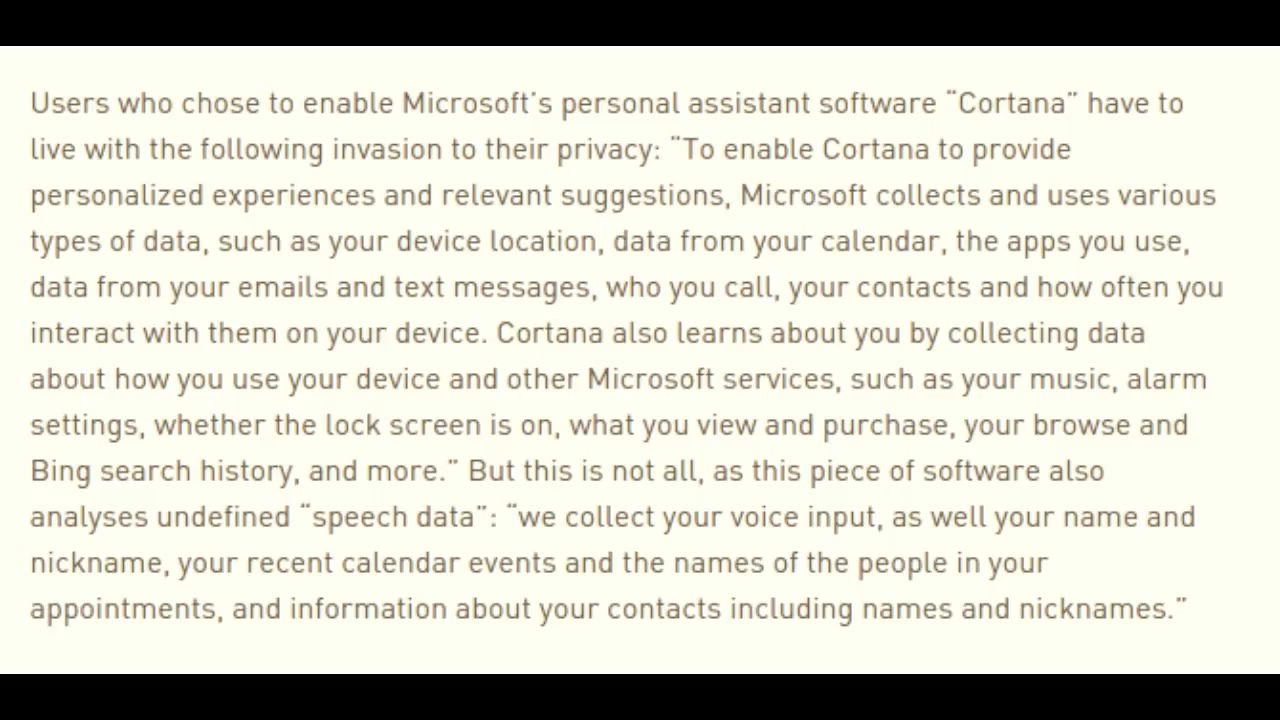 Users who chose to enable Microsoft's personal assistant software “Cortana” have to
live with the following invasion to their privacy: “To enable Cortana to provide
personalized experiences and relevant suggestions, Microsoft collects and uses various
types of data, such as your device location, data from your calendar, the apps you use,
data from your emails and text messages, who you call, your contacts and how often you
interact with them on your device. Cortana also learns about you by collecting data
about how you use your device and other Microsoft services, such as your music, alarm
settings, whether the lock screen is on, what you view and purchase, your browse and
Bing search history, and more.” But this is not all, as this piece of software also
analyses undefined “speech data”: “we collect your voice input, as well your name and
nickname, your recent calendar events and the names of the people in your
appointments, and information about your contacts including names and nicknames.”